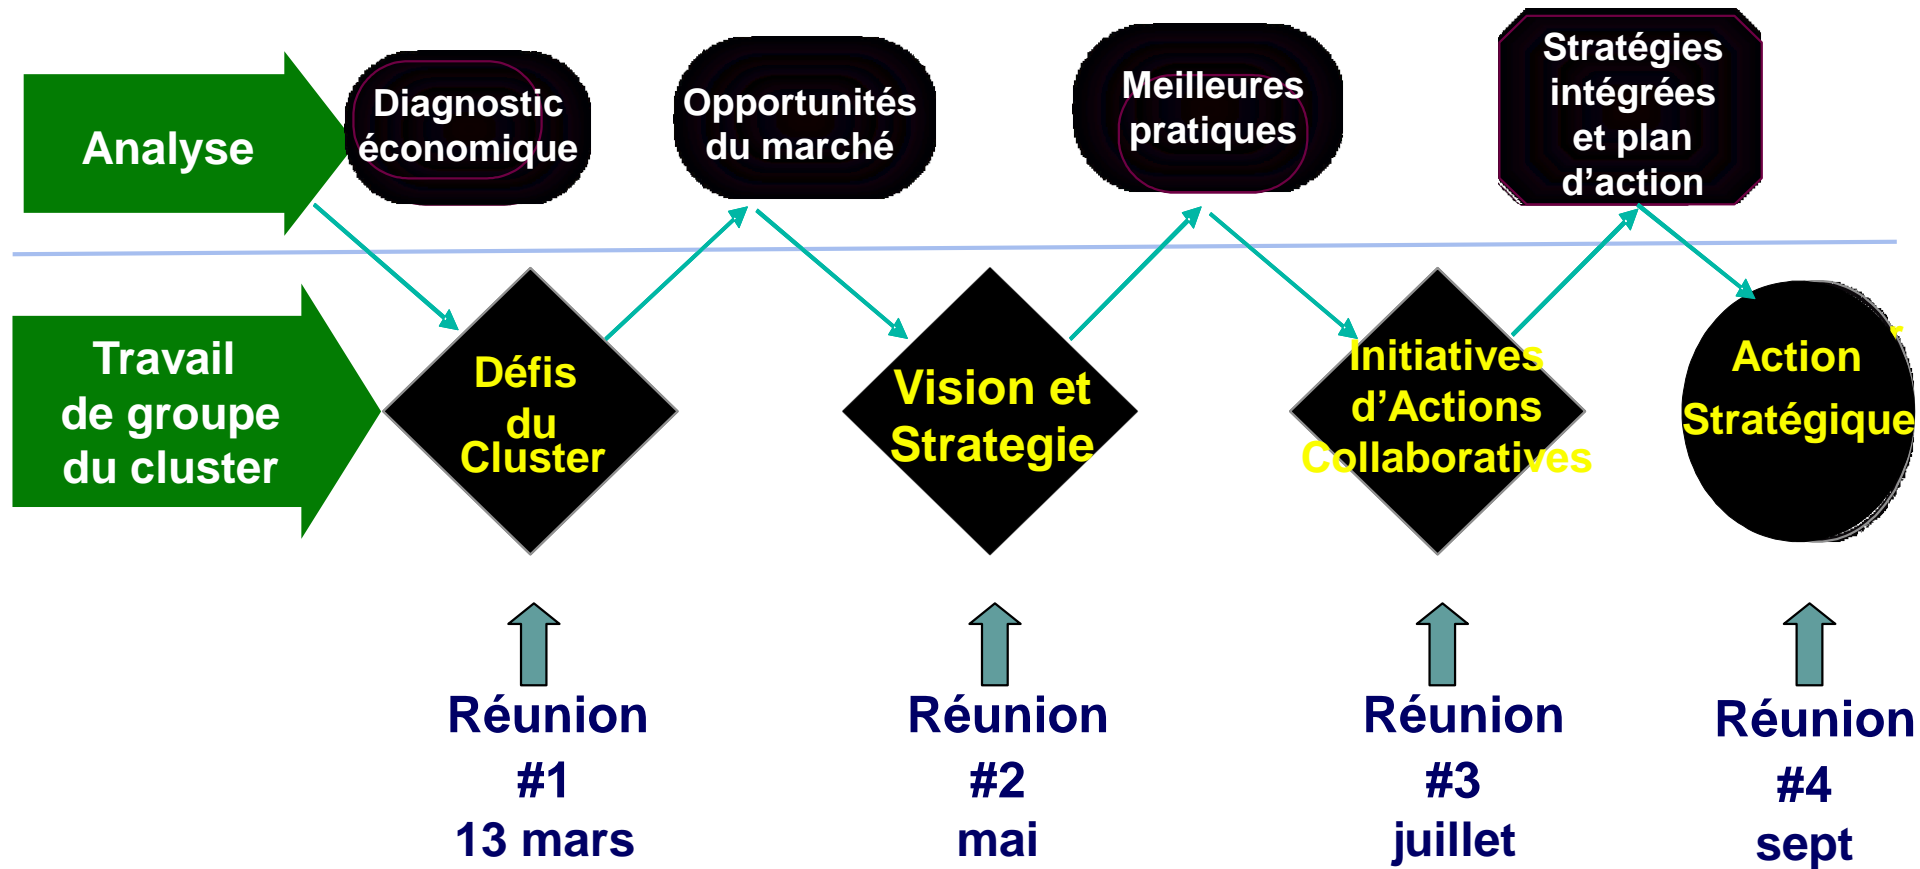 Analyse
Diagnostic
économique
Opportunités
du marché
Meilleures
pratiques
Stratégies
intégrées
et plan
d’action
Travail
de groupe
du cluster
Défis
du
Cluster
Vision et
Strategie
Initiatives
d’Actions
Collaboratives
Action
Stratégique
Réunion
#1
13 mars
Réunion
#2
mai
Réunion
#3
juillet
Réunion
#4
sept